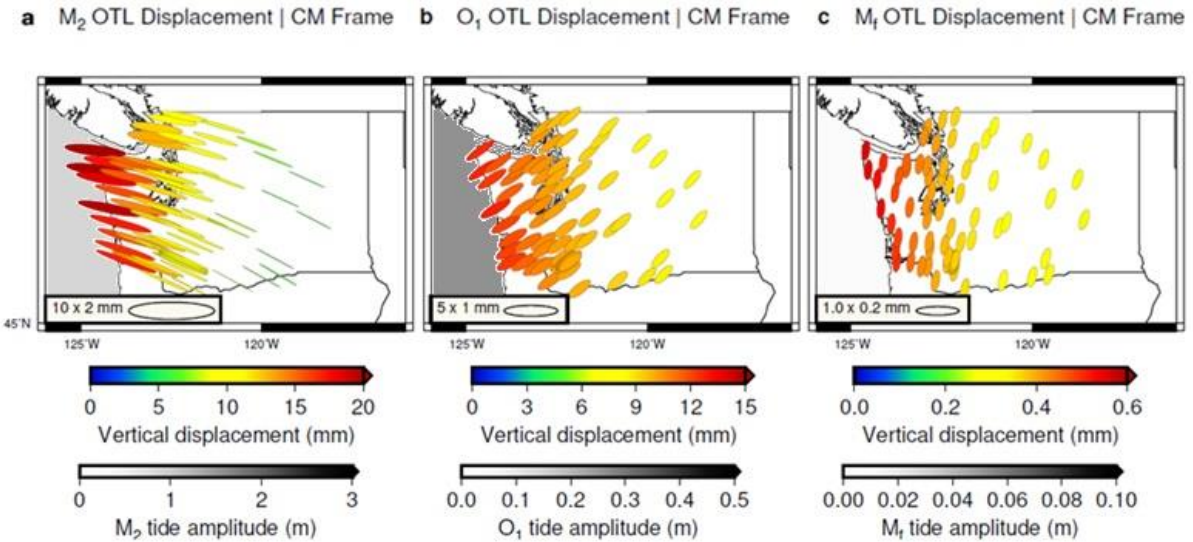 a M₂ OTL Displacement | CM Frame
b O₁ OTL Displacement | CM Frame
c M_f OTL Displacement | CM Frame
10 x 2 mm
5 x 1 mm
1.0 x 0.2 mm
45°N
125°W 120°W
125°W 120°W
125°W 120°W
0 5 10 15 20
Vertical displacement (mm)
0 3 6 9 12 15
Vertical displacement (mm)
0.0 0.2 0.4 0.6
Vertical displacement (mm)
0 1 2 3
M₂ tide amplitude (m)
0.0 0.1 0.2 0.3 0.4 0.5
O₁ tide amplitude (m)
0.00 0.02 0.04 0.06 0.08 0.10
M_f tide amplitude (m)